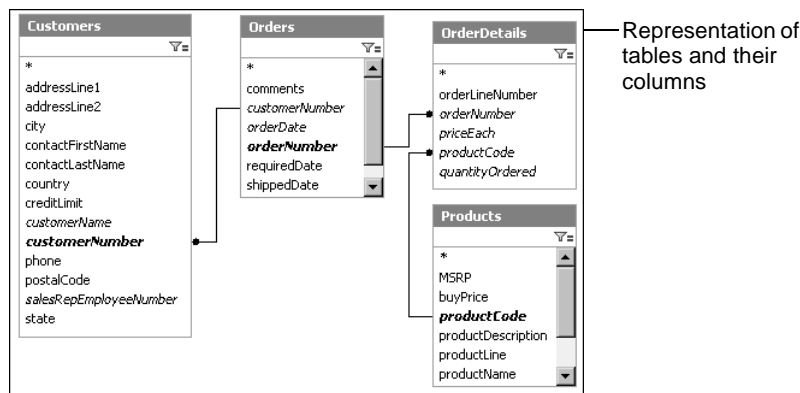 Customers
*
addressLine1
addressLine2
city
contactFirstName
contactLastName
country
creditLimit
customerName
customerNumber
phone
postalCode
salesRepEmployeeNumber
state
Orders
*
comments
customerNumber
orderDate
orderNumber
requiredDate
shippedDate
OrderDetails
*
orderLineNumber
orderNumber
priceEach
productCode
quantityOrdered
Products
*
MSRP
buyPrice
productCode
productDescription
productLine
productName
Representation of
tables and their
columns